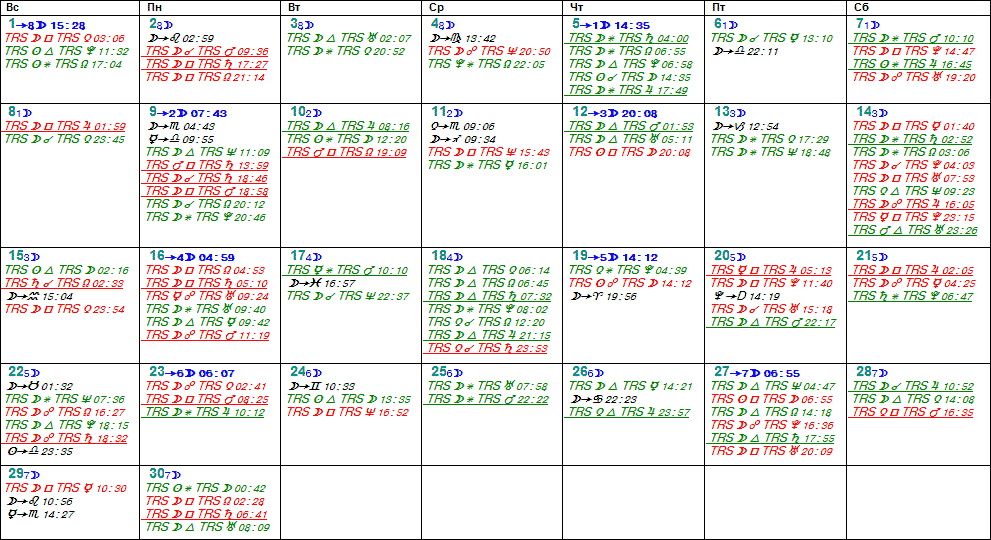 Вс Пн Вт Ср Чт Пт Сб
1→8☽ 15:28
TRS ☽ □ TRS ♀ 03:06
TRS ☉ △ TRS ♇ 11:32
TRS ☉ ✶ TRS ☊ 17:04
2 8☽
☽→♌ 02:59
TRS ☽ ☌ TRS ♂ 09:36
TRS ☽ □ TRS ♄ 17:27
TRS ☽ □ TRS ☊ 21:14
3 8☽
TRS ☽ △ TRS ♅ 02:07
TRS ☽ ✶ TRS ♀ 20:52
4 8☽
☽→♍ 13:42
TRS ☽ ☍ TRS ♆ 20:50
TRS ♇ ✶ TRS ☊ 22:05
5→1☽ 14:35
TRS ☽ ✶ TRS ♄ 04:00
TRS ☽ ✶ TRS ☊ 06:55
TRS ☽ △ TRS ♇ 06:58
TRS ☉ ☌ TRS ☽ 14:35
TRS ☽ ✶ TRS ♃ 17:49
6 1☽
TRS ☽ ☌ TRS ☿ 13:10
☽→♎ 22:11
7 1☽
TRS ☽ ✶ TRS ♂ 10:10
TRS ☽ □ TRS ♇ 14:47
TRS ☉ ✶ TRS ♃ 16:45
TRS ☽ ☍ TRS ♅ 19:20
8 1☽
TRS ☽ □ TRS ♃ 01:59
TRS ☽ ☌ TRS ♀ 23:45
9→2☽ 07:43
☽→♏ 04:43
☿→♎ 09:53
TRS ☽ △ TRS ♆ 11:09
TRS ♂ □ TRS ♄ 13:59
TRS ☽ ☌ TRS ♄ 18:46
TRS ☽ □ TRS ♂ 18:58
TRS ☽ ☌ TRS ☊ 20:12
TRS ☽ ✶ TRS ♇ 20:46
10 2☽
TRS ☽ △ TRS ♃ 08:16
TRS ☉ ✶ TRS ☽ 12:20
TRS ♂ □ TRS ☊ 19:09
11 2☽
♀→♏ 09:06
☽→♐ 09:34
TRS ☽ □ TRS ♆ 15:43
TRS ☽ ✶ TRS ☿ 16:01
12→3☽ 20:08
TRS ☽ △ TRS ♂ 01:53
TRS ☽ △ TRS ♅ 05:11
TRS ☉ □ TRS ☽ 20:08
13 3☽
☽→♑ 12:54
TRS ☽ ✶ TRS ♀ 17:29
TRS ☽ ✶ TRS ♆ 18:48
14 3☽
TRS ☽ □ TRS ☿ 01:40
TRS ☽ ✶ TRS ♄ 02:52
TRS ☽ ✶ TRS ☊ 03:06
TRS ☽ ☌ TRS ♇ 04:03
TRS ☽ □ TRS ♅ 07:53
TRS ♀ △ TRS ♆ 09:23
TRS ☽ ☍ TRS ♃ 16:05
TRS ☿ □ TRS ♇ 23:15
TRS ♂ △ TRS ♅ 23:26
15 3☽
TRS ☉ △ TRS ☽ 02:16
TRS ♄ ☌ TRS ☊ 02:33
☽→♒ 15:04
TRS ☽ □ TRS ♀ 23:54
16→4☽ 04:59
TRS ☽ □ TRS ☊ 04:53
TRS ☽ □ TRS ♄ 05:10
TRS ☿ ☍ TRS ♅ 09:24
TRS ☽ ✶ TRS ♅ 09:40
TRS ☽ △ TRS ☿ 09:42
TRS ☽ ☍ TRS ♂ 11:19
17 4☽
TRS ☿ ✶ TRS ♂ 10:10
☽→♓ 16:57
TRS ☽ ☌ TRS ♆ 22:37
18 4☽
TRS ☽ △ TRS ♀ 06:14
TRS ☽ △ TRS ☊ 06:45
TRS ☽ △ TRS ♄ 07:32
TRS ☽ ✶ TRS ♇ 08:02
TRS ♀ ☌ TRS ☊ 12:20
TRS ☽ △ TRS ♃ 21:15
TRS ♀ ☌ TRS ♄ 23:53
19→5☽ 14:12
TRS ♀ ✶ TRS ♇ 04:39
TRS ☉ ☍ TRS ☽ 14:12
☽→♈ 19:56
20 5☽
TRS ☿ □ TRS ♃ 05:13
TRS ☽ □ TRS ♇ 11:40
♇→D 14:19
TRS ☽ ☌ TRS ♅ 15:18
TRS ☽ △ TRS ♂ 22:17
21 5☽
TRS ☽ □ TRS ♃ 02:05
TRS ☽ ☍ TRS ☿ 04:25
TRS ♄ ✶ TRS ♇ 06:47
22 5☽
☽→♉ 01:32
TRS ☽ ✶ TRS ♆ 07:36
TRS ☽ ☍ TRS ☊ 16:27
TRS ☽ △ TRS ♇ 18:15
TRS ☽ ☍ TRS ♄ 18:32
☉→♎ 23:35
23→6☽ 06:07
TRS ☽ ☍ TRS ♀ 02:41
TRS ☽ □ TRS ♂ 08:25
TRS ☽ ✶ TRS ♃ 10:12
24 6☽
☽→♊ 10:33
TRS ☉ △ TRS ☽ 13:35
TRS ☽ □ TRS ♆ 16:52
25 6☽
TRS ☽ ✶ TRS ♅ 07:58
TRS ☽ ✶ TRS ♂ 22:22
26 6☽
TRS ☽ △ TRS ☿ 14:21
☽→♋ 22:23
TRS ♀ △ TRS ♃ 23:57
27→7☽ 06:55
TRS ☽ △ TRS ♆ 04:47
TRS ☉ □ TRS ☽ 06:55
TRS ☽ △ TRS ☊ 14:18
TRS ☽ ☍ TRS ♇ 16:36
TRS ☽ △ TRS ♄ 17:55
TRS ☽ □ TRS ♅ 20:09
28 7☽
TRS ☽ ☌ TRS ♃ 10:52
TRS ☽ △ TRS ♀ 14:08
TRS ♀ □ TRS ♂ 16:35
29 7☽
TRS ☽ □ TRS ☿ 10:30
☽→♌ 10:56
☿→♏ 14:27
30 7☽
TRS ☉ ✶ TRS ☽ 00:42
TRS ☽ □ TRS ☊ 02:28
TRS ☽ □ TRS ♄ 06:41
TRS ☽ △ TRS ♅ 08:09